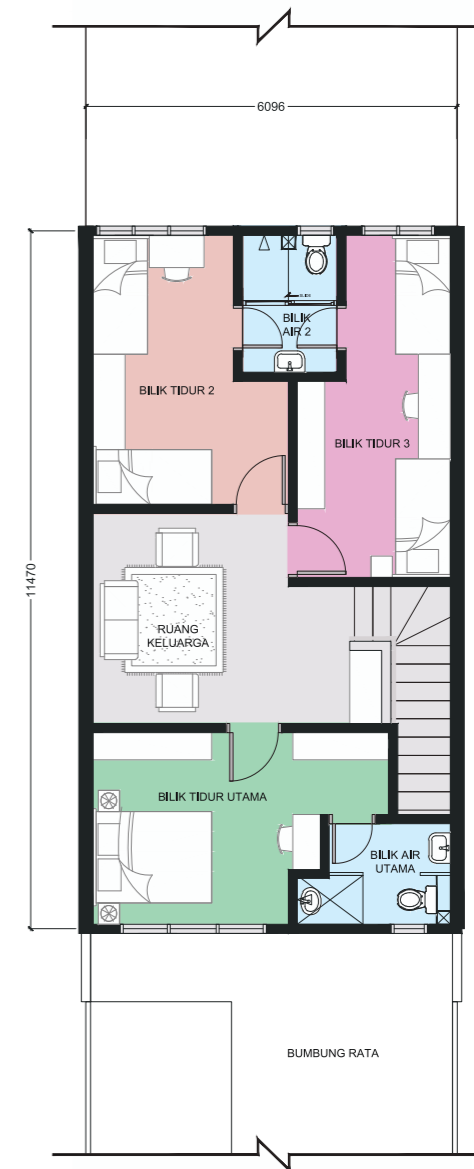 6096
BILIK
AIR 2
BILIK TIDUR 2
BILIK TIDUR 3
11470
RUANG
KELUARGA
BILIK TIDUR UTAMA
BILIK AIR
UTAMA
BUMBUNG RATA